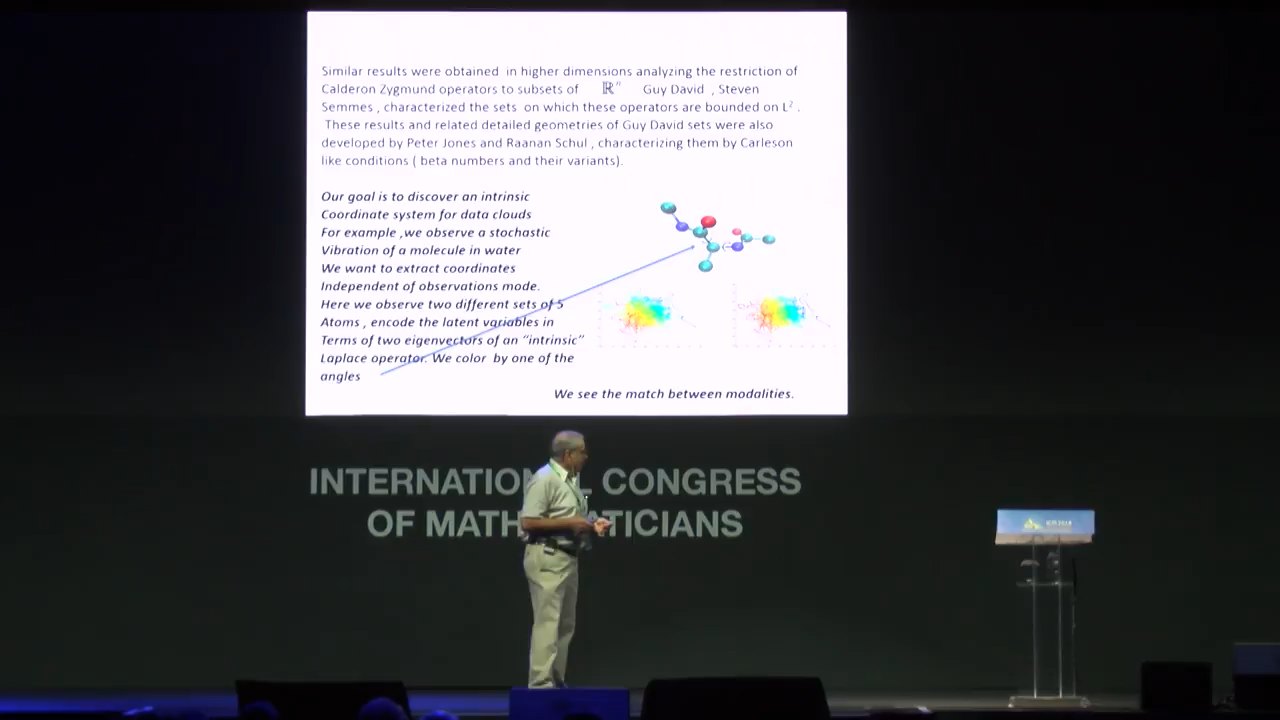 Similar results were obtained in higher dimensions analyzing the restriction of
Calderon Zygmund operators to subsets of ℝⁿ Guy David , Steven
Semmes , characterized the sets on which these operators are bounded on L² .
These results and related detailed geometries of Guy David sets were also
developed by Peter Jones and Raanan Schul , characterizing them by Carleson
like conditions ( beta numbers and their variants).
Our goal is to discover an intrinsic
Coordinate system for data clouds
For example ,we observe a stochastic
Vibration of a molecule in water
We want to extract coordinates
Independent of observations mode.
Here we observe two different sets of 5
Atoms , encode the latent variables in
Terms of two eigenvectors of an “intrinsic”
Laplace operator. We color by one of the
angles
We see the match between modalities.
INTERNATIONAL CONGRESS
OF MATHEMATICIANS